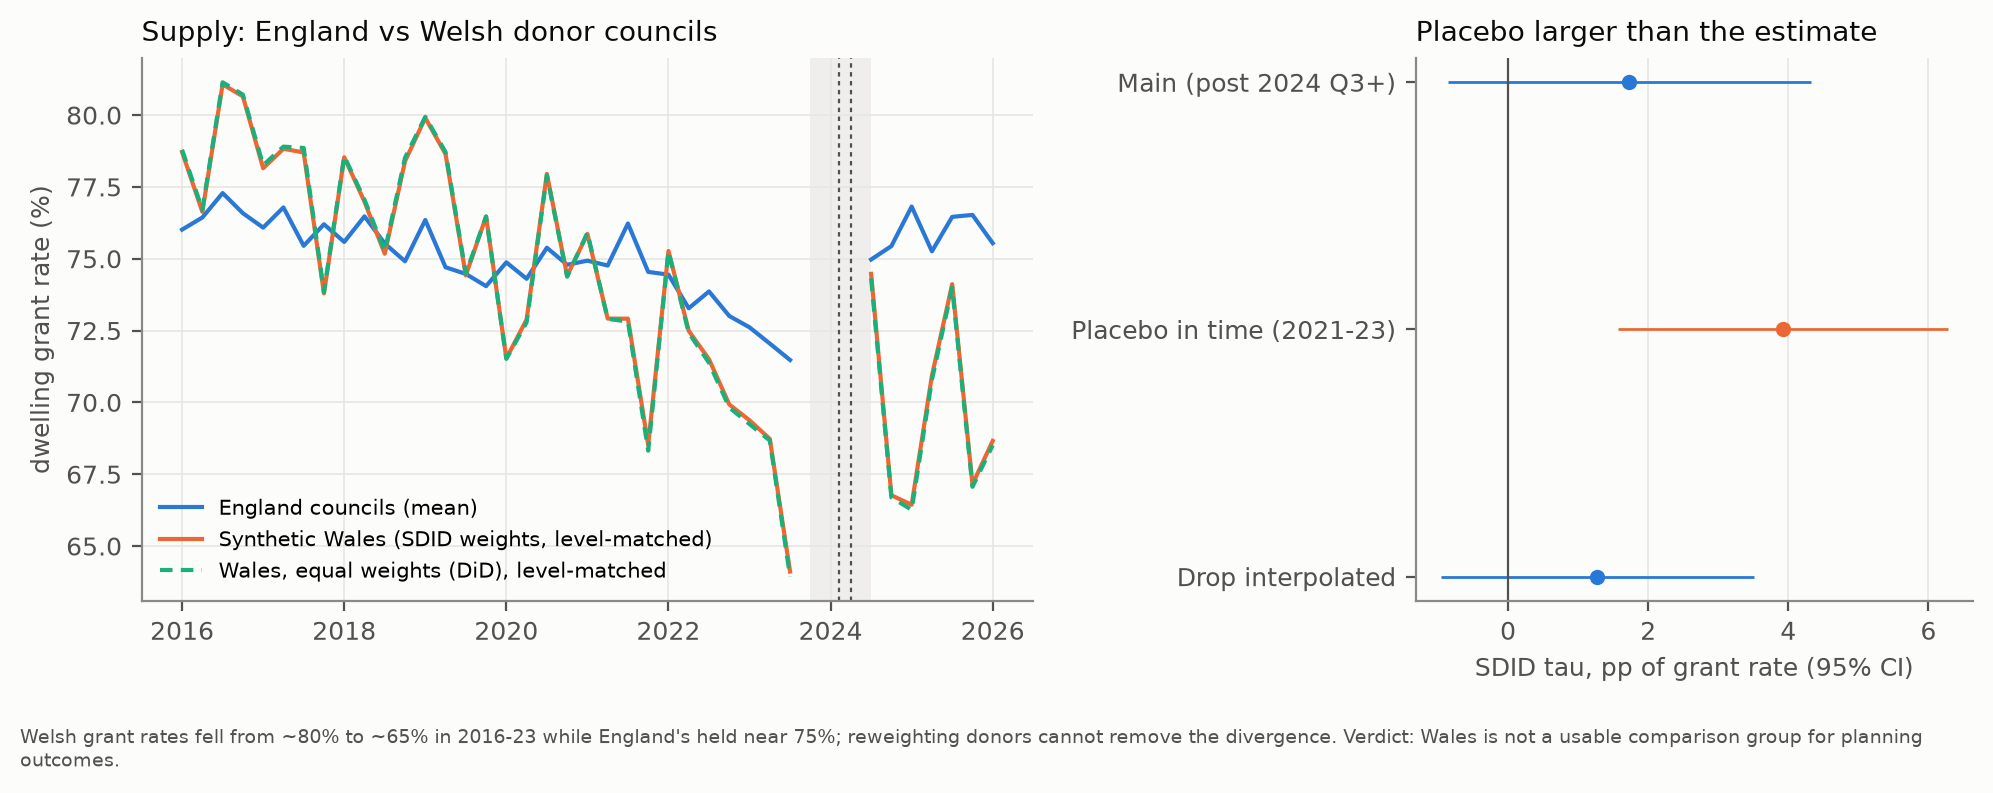 Supply: England vs Welsh donor councils
dwelling grant rate (%)
80.0
77.5
75.0
72.5
70.0
67.5
65.0
England councils (mean)
Synthetic Wales (SDID weights, level-matched)
Wales, equal weights (DiD), level-matched
2016 2018 2020 2022 2024 2026
Placebo larger than the estimate
Main (post 2024 Q3+)
Placebo in time (2021-23)
Drop interpolated
0 2 4 6
SDID tau, pp of grant rate (95% CI)
Welsh grant rates fell from ~80% to ~65% in 2016-23 while England's held near 75%; reweighting donors cannot remove the divergence. Verdict: Wales is not a usable comparison group for planning
outcomes.